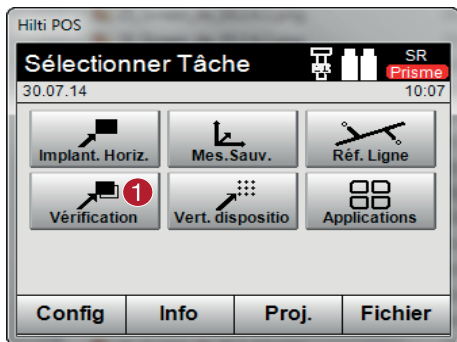 Hilti POS
Sélectionner Tâche
SR
Prisme
30.07.14 10:07
Implant. Horiz. Mes.Sauv. Réf. Ligne
1
Vérification Vert. dispositio Applications
Config Info Proj. Fichier